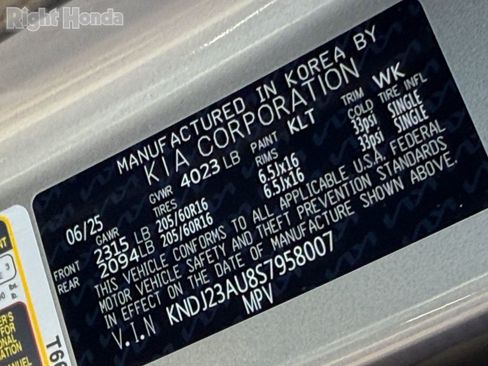 Right Honda
MANUFACTURED IN KOREA BY
KIA CORPORATION
06/25 GVWR 4023 LB PAINT KLT TRIM WK
GAWR TIRES RIMS COLD TIRE INFL
FRONT 2315 LB 205/60R16 6.5Jx16 33psi SINGLE
REAR 2094 LB 205/60R16 6.5Jx16 33psi SINGLE
THIS VEHICLE CONFORMS TO ALL APPLICABLE U.S.A. FEDERAL
MOTOR VEHICLE SAFETY AND THEFT PREVENTION STANDARDS
IN EFFECT ON THE DATE OF MANUFACTURE SHOWN ABOVE.
V.I.N KNDJ23AU8S7958007
MPV